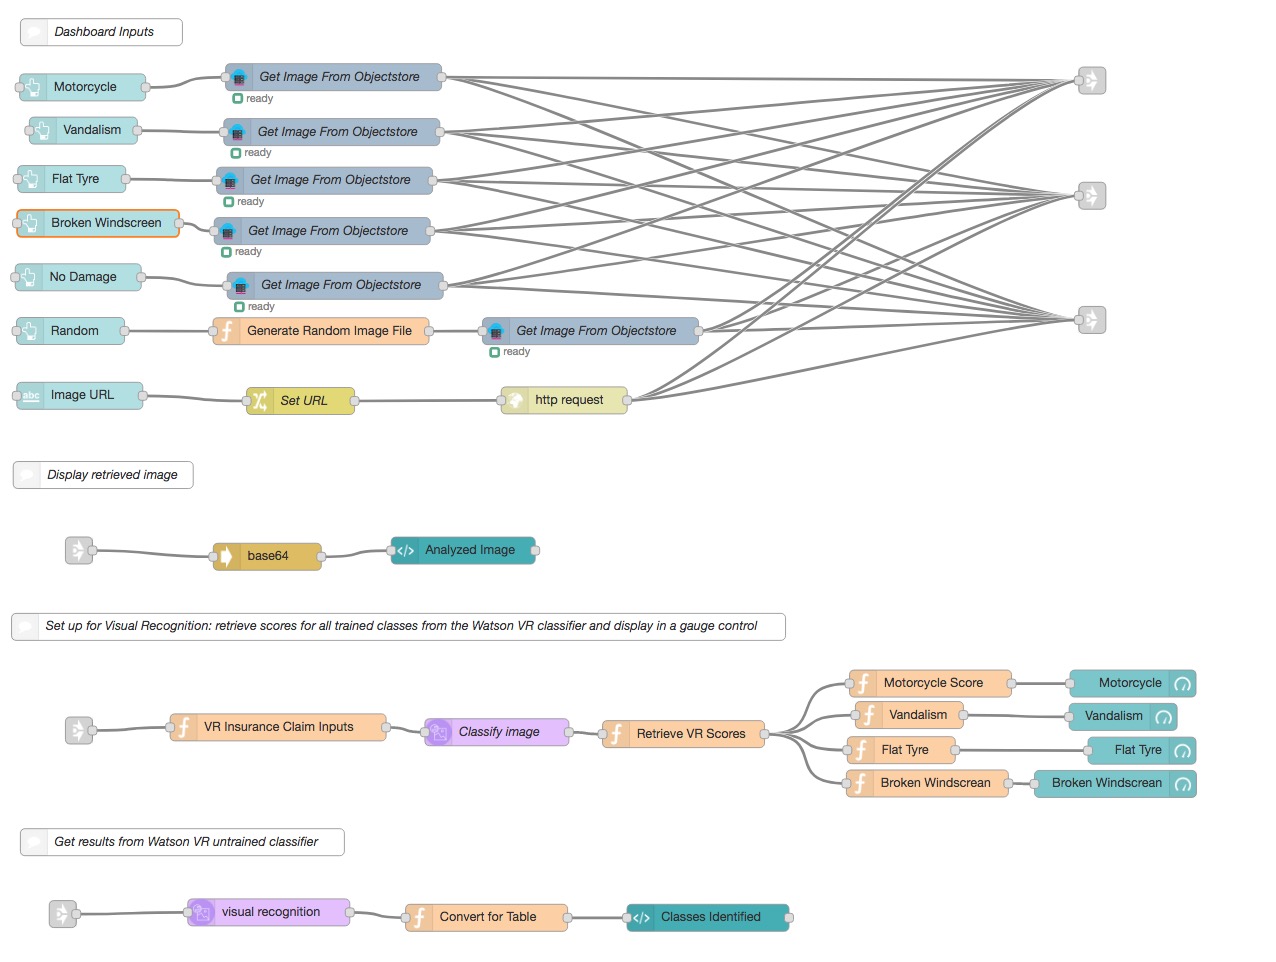 Dashboard Inputs
Motorcycle
Get Image From Objectstore
ready
Vandalism
Get Image From Objectstore
ready
Flat Tyre
Get Image From Objectstore
ready
Broken Windscreen
Get Image From Objectstore
ready
No Damage
Get Image From Objectstore
ready
Random
Generate Random Image File
Get Image From Objectstore
ready
abc
Image URL
Set URL
http request
Display retrieved image
base64
</>
Analyzed Image
Set up for Visual Recognition: retrieve scores for all trained classes from the Watson VR classifier and display in a gauge control
VR Insurance Claim Inputs
Classify image
Retrieve VR Scores
Motorcycle Score
Motorcycle
Vandalism
Vandalism
Flat Tyre
Flat Tyre
Broken Windscrean
Broken Windscrean
Get results from Watson VR untrained classifier
visual recognition
Convert for Table
</>
Classes Identified